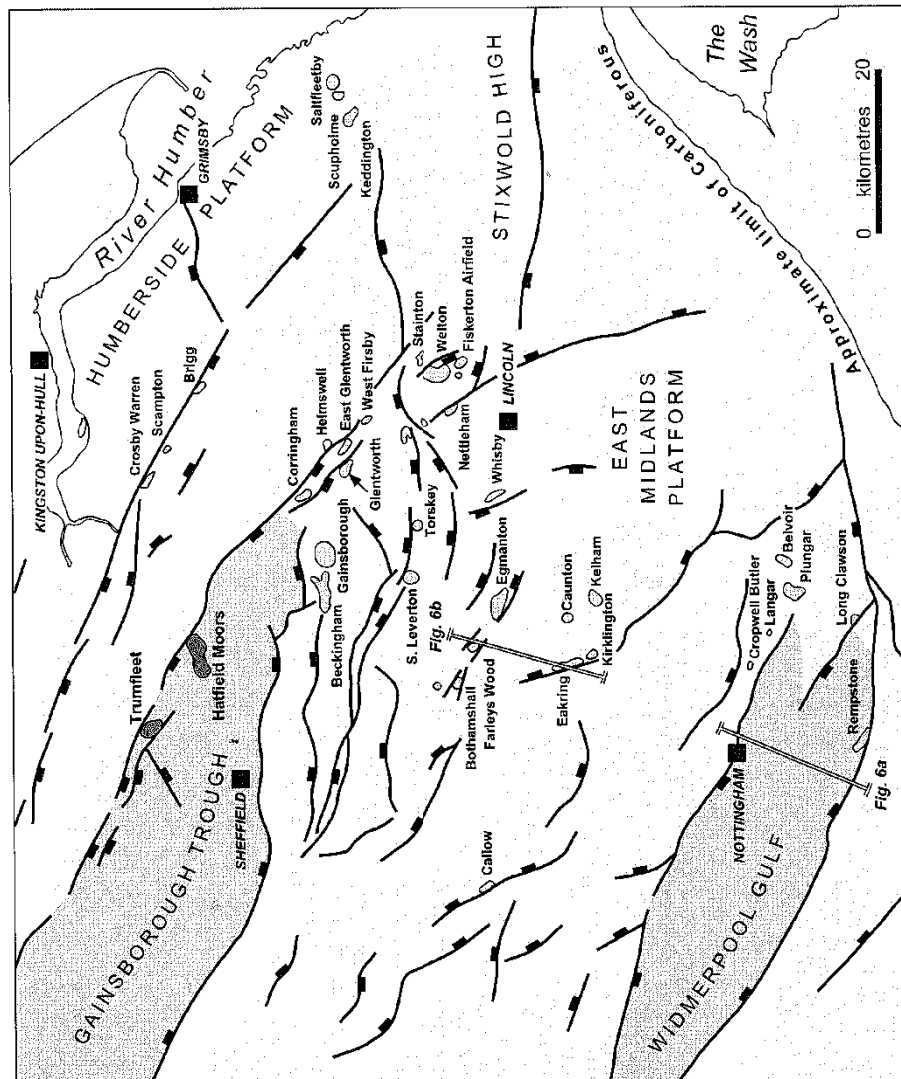 KINGSTON UPON-HULL
River Humber
GRIMSBY
HUMBERSIDE PLATFORM
Saltfleetby
Scupholme
Keddington
Crosby Warren
Scampton
Brigg
Trumfleet
Hatfield Moors
GAINSBOROUGH TROUGH
SHEFFIELD
Corringham
Helmswell
East Glentworth
West Firsby
Glentworth
Gainsborough
Beckingham
Stainton
Welton
Fiskerton Airfield
STIXWOLD HIGH
Nettleham
LINCOLN
Torskey
S. Leverton
Whisby
Egmanton
Fig. 6b
Bothamshall
Farleys Wood
Caunton
Kelham
Eakring
Kirklington
EAST
MIDLANDS
PLATFORM
Callow
The
Wash
Approximate limit of Carboniferous
Cropwell Butler
Langar
Belvoir
Plungar
NOTTINGHAM
Long Clawson
Rempstone
Fig. 6a
WIDMERPOOL GULF
0 20
kilometres